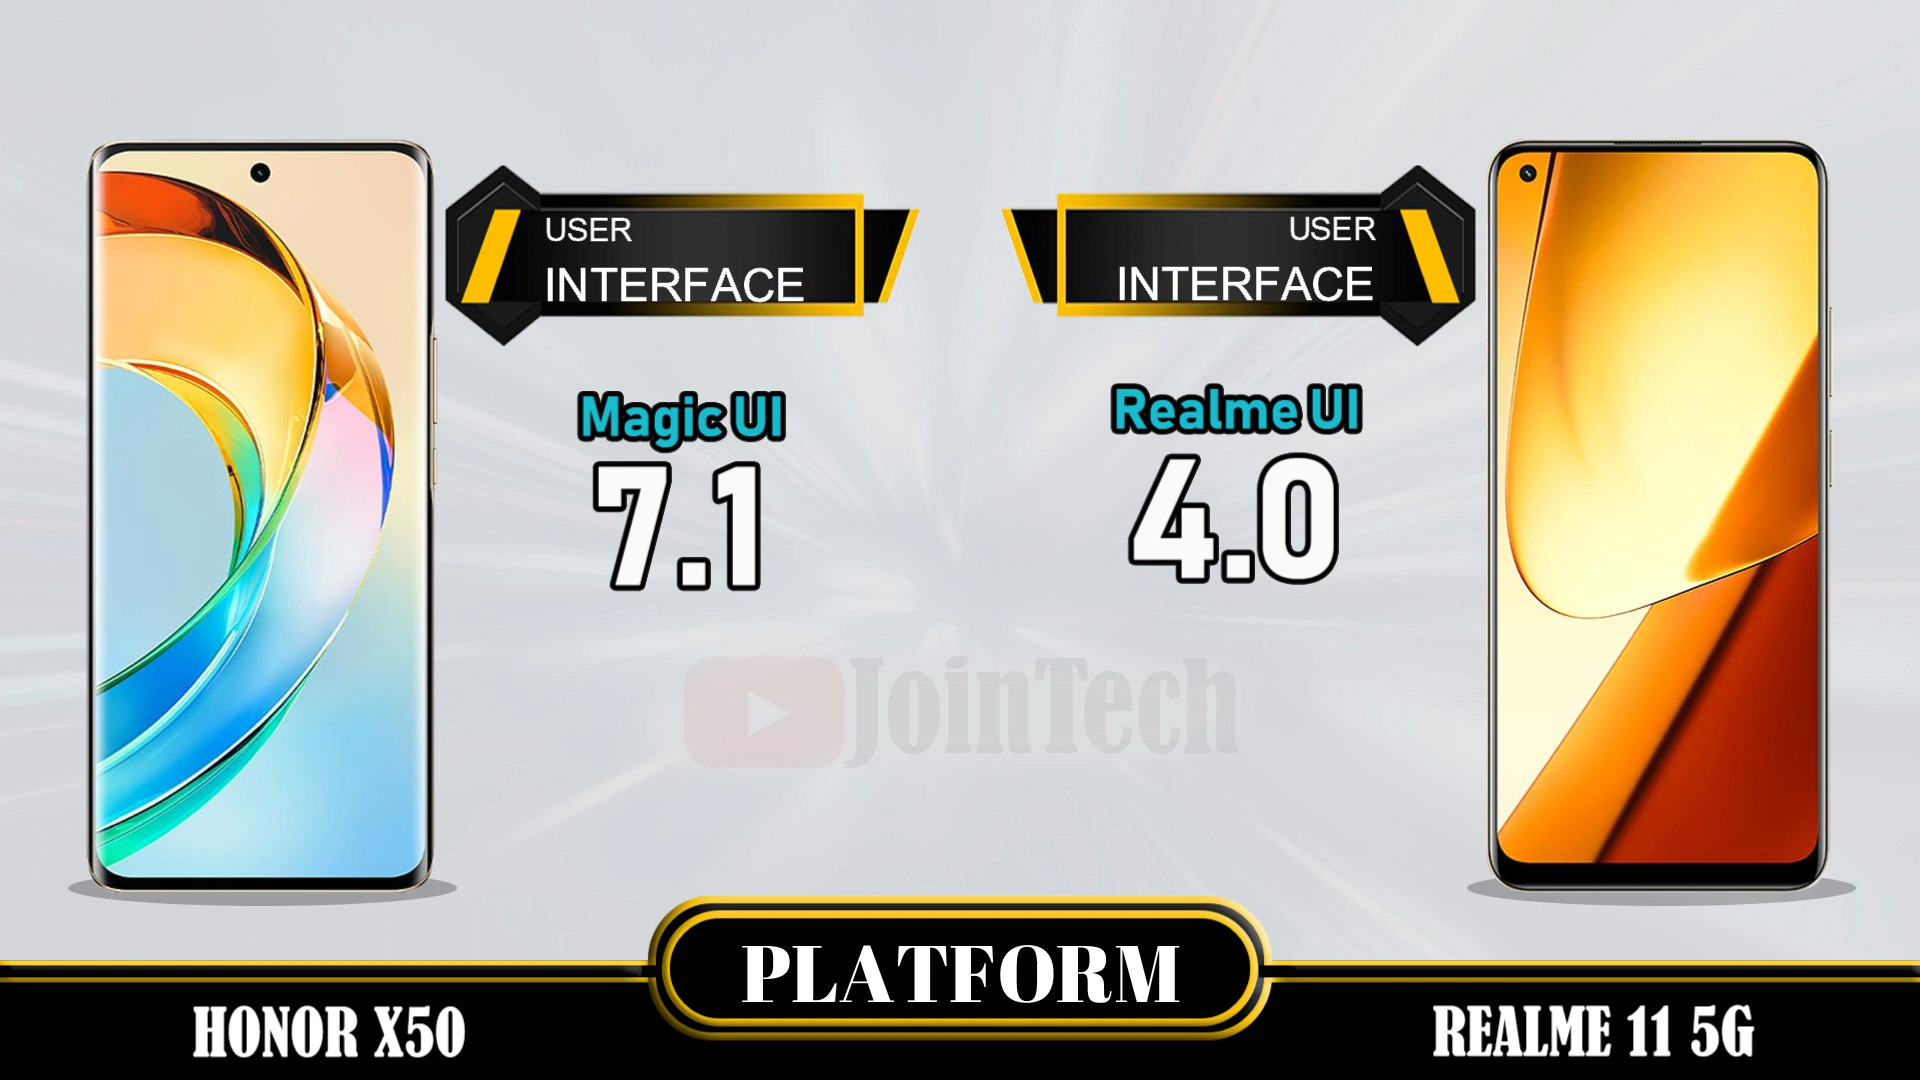 USER
INTERFACE
Magic UI
7.1
USER
INTERFACE
Realme UI
4.0
JoinTech
PLATFORM
HONOR X50
REALME 11 5G